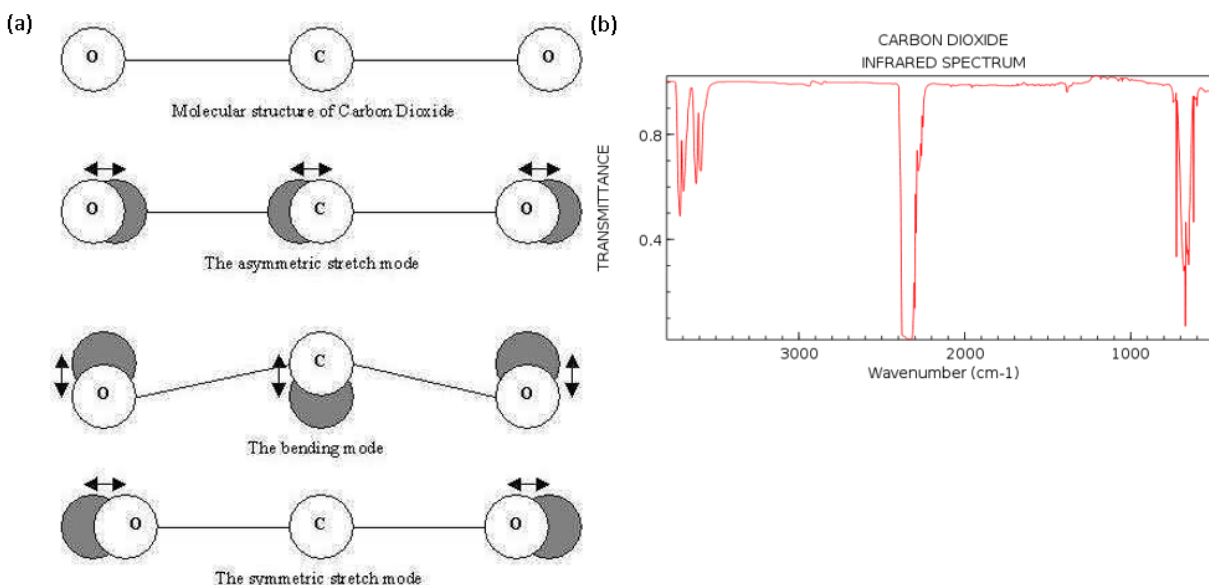 (a)
O C O
Molecular structure of Carbon Dioxide
O C O
The asymmetric stretch mode
O C O
The bending mode
O C O
The symmetric stretch mode
(b)
CARBON DIOXIDE
INFRARED SPECTRUM
TRANSMITTANCE
0.8
0.4
3000 2000 1000
Wavenumber (cm-1)